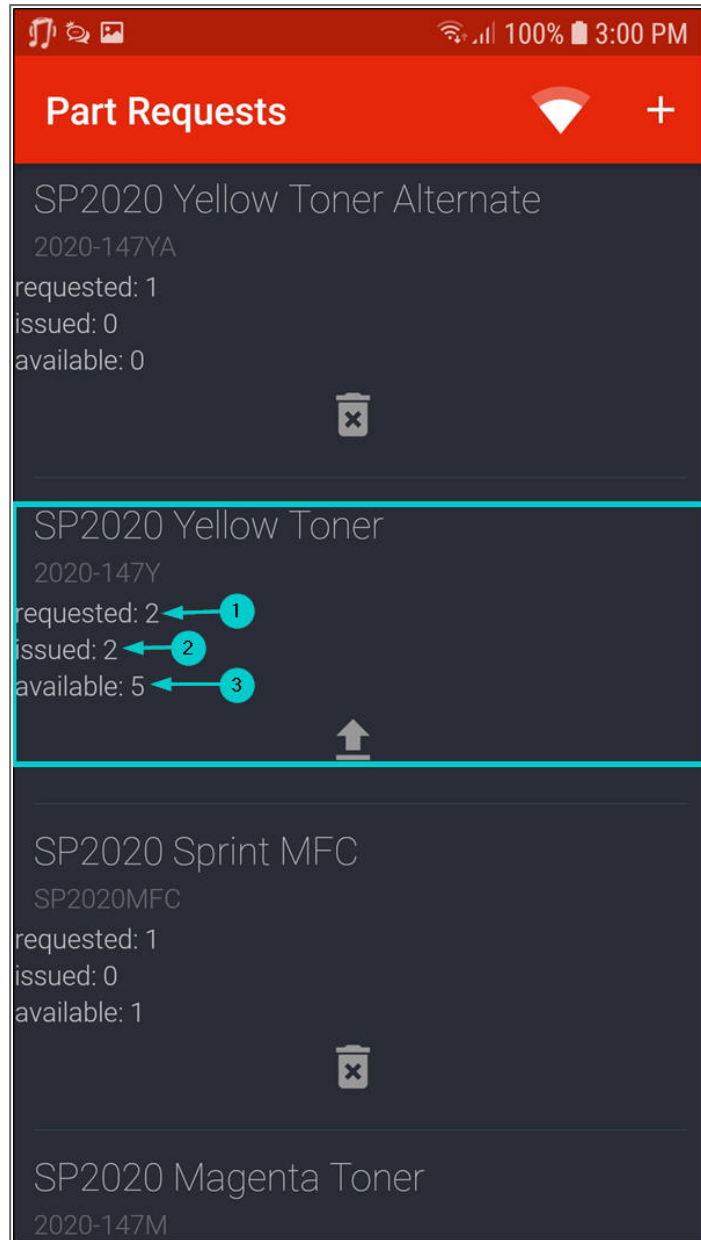 100% 3:00 PM
Part Requests
SP2020 Yellow Toner Alternate
2020-147YA
requested: 1
issued: 0
available: 0
SP2020 Yellow Toner
2020-147Y
requested: 2 1
issued: 2 2
available: 5 3
SP2020 Sprint MFC
SP2020MFC
requested: 1
issued: 0
available: 1
SP2020 Magenta Toner
2020-147M